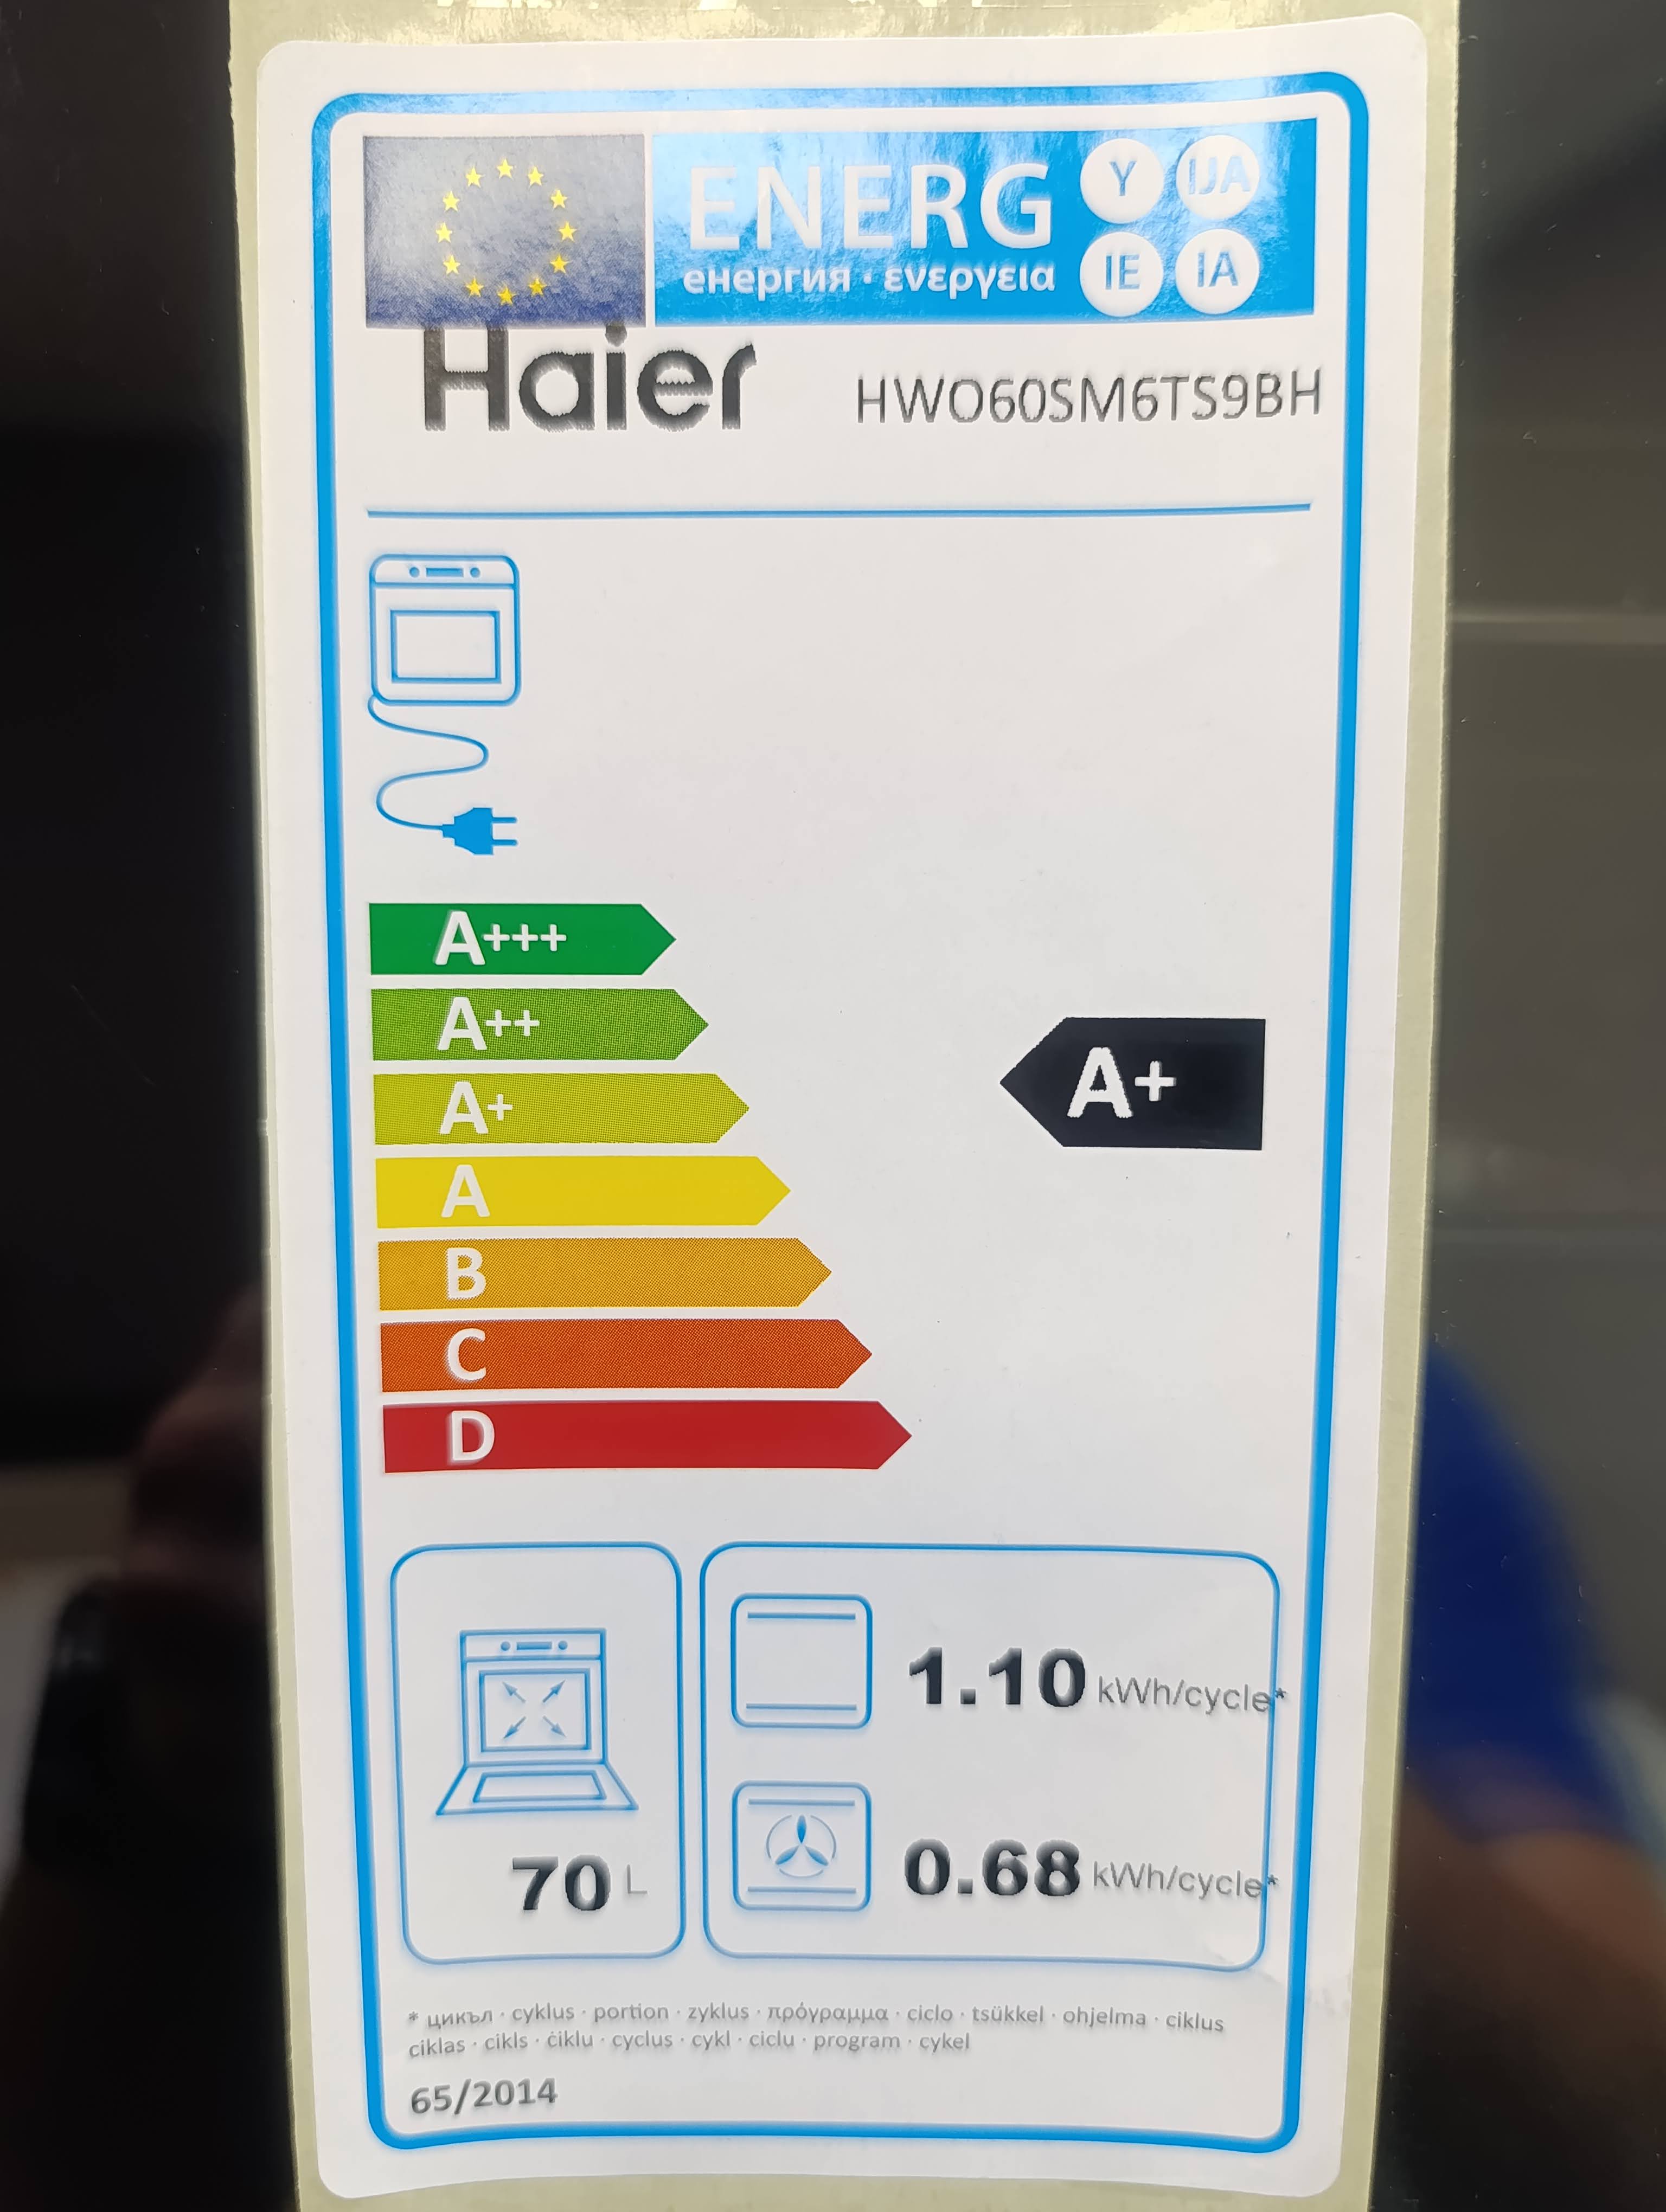 ENERG Y IJA
енергия · ενεργεια IE IA
Haier HWO60SM6TS9BH
A+++
A++
A+
A+
A
B
C
D
1.10 kWh/cycle*
70 L
0.68 kWh/cycle*
* цикъл · cyklus · portion · zyklus · πρόγραμμα · ciclo · tsükkel · ohjelma · ciklus
ciklas · cikls · ċiklu · cyclus · cykl · ciclu · program · cykel
65/2014